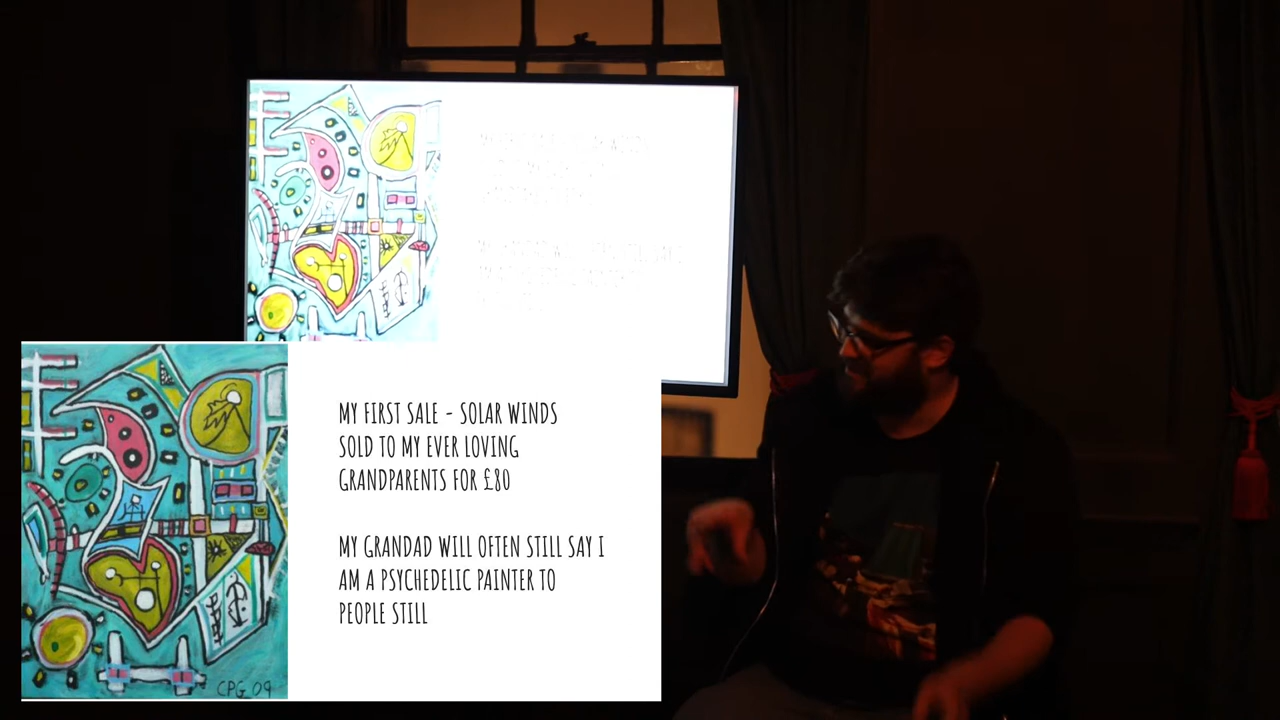 MY FIRST SALE - SOLAR WINDS
SOLD TO MY EVER LOVING
GRANDPARENTS FOR £80
MY GRANDAD WILL OFTEN STILL SAY I
AM A PSYCHEDELIC PAINTER TO
PEOPLE STILL
CPG 09